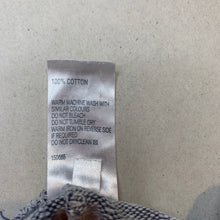 100% COTTON
WARM MACHINE WASH WITH
SIMILAR COLOURS
DO NOT BLEACH
DO NOT TUMBLE DRY
WARM IRON ON REVERSE SIDE
IF REQUIRED
DO NOT DRYCLEAN